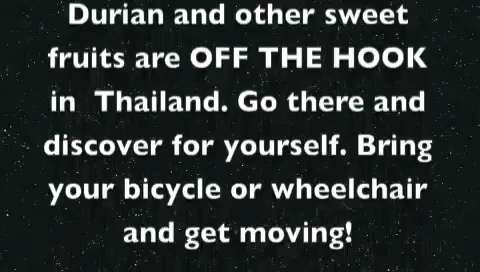 Durian and other sweet
fruits are OFF THE HOOK
in  Thailand. Go there and
discover for yourself. Bring
your bicycle or wheelchair
and get moving!